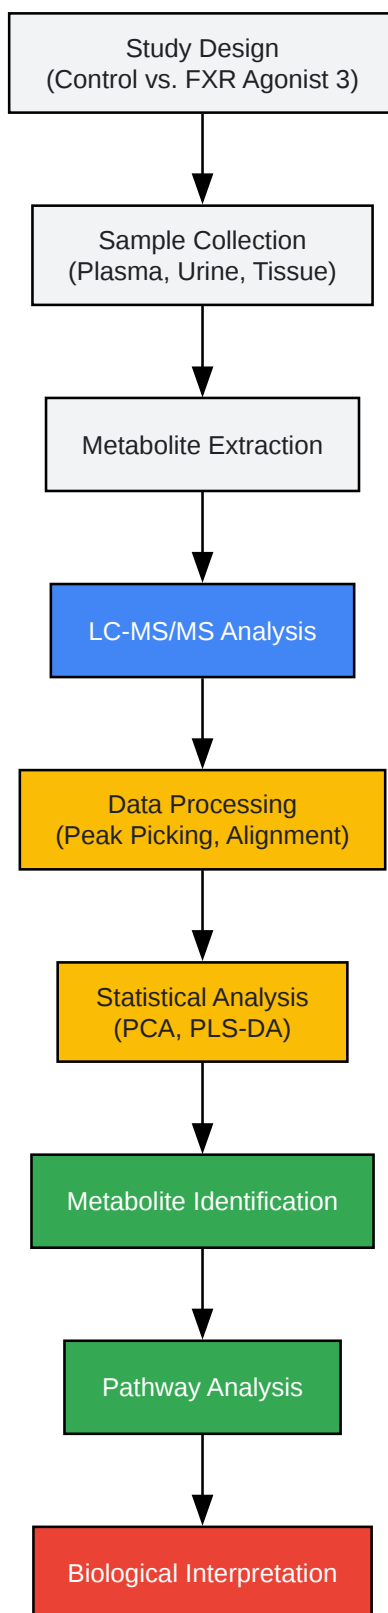 Study Design
(Control vs. FXR Agonist 3)
Sample Collection
(Plasma, Urine, Tissue)
Metabolite Extraction
LC-MS/MS Analysis
Data Processing
(Peak Picking, Alignment)
Statistical Analysis
(PCA, PLS-DA)
Metabolite Identification
Pathway Analysis
Biological Interpretation